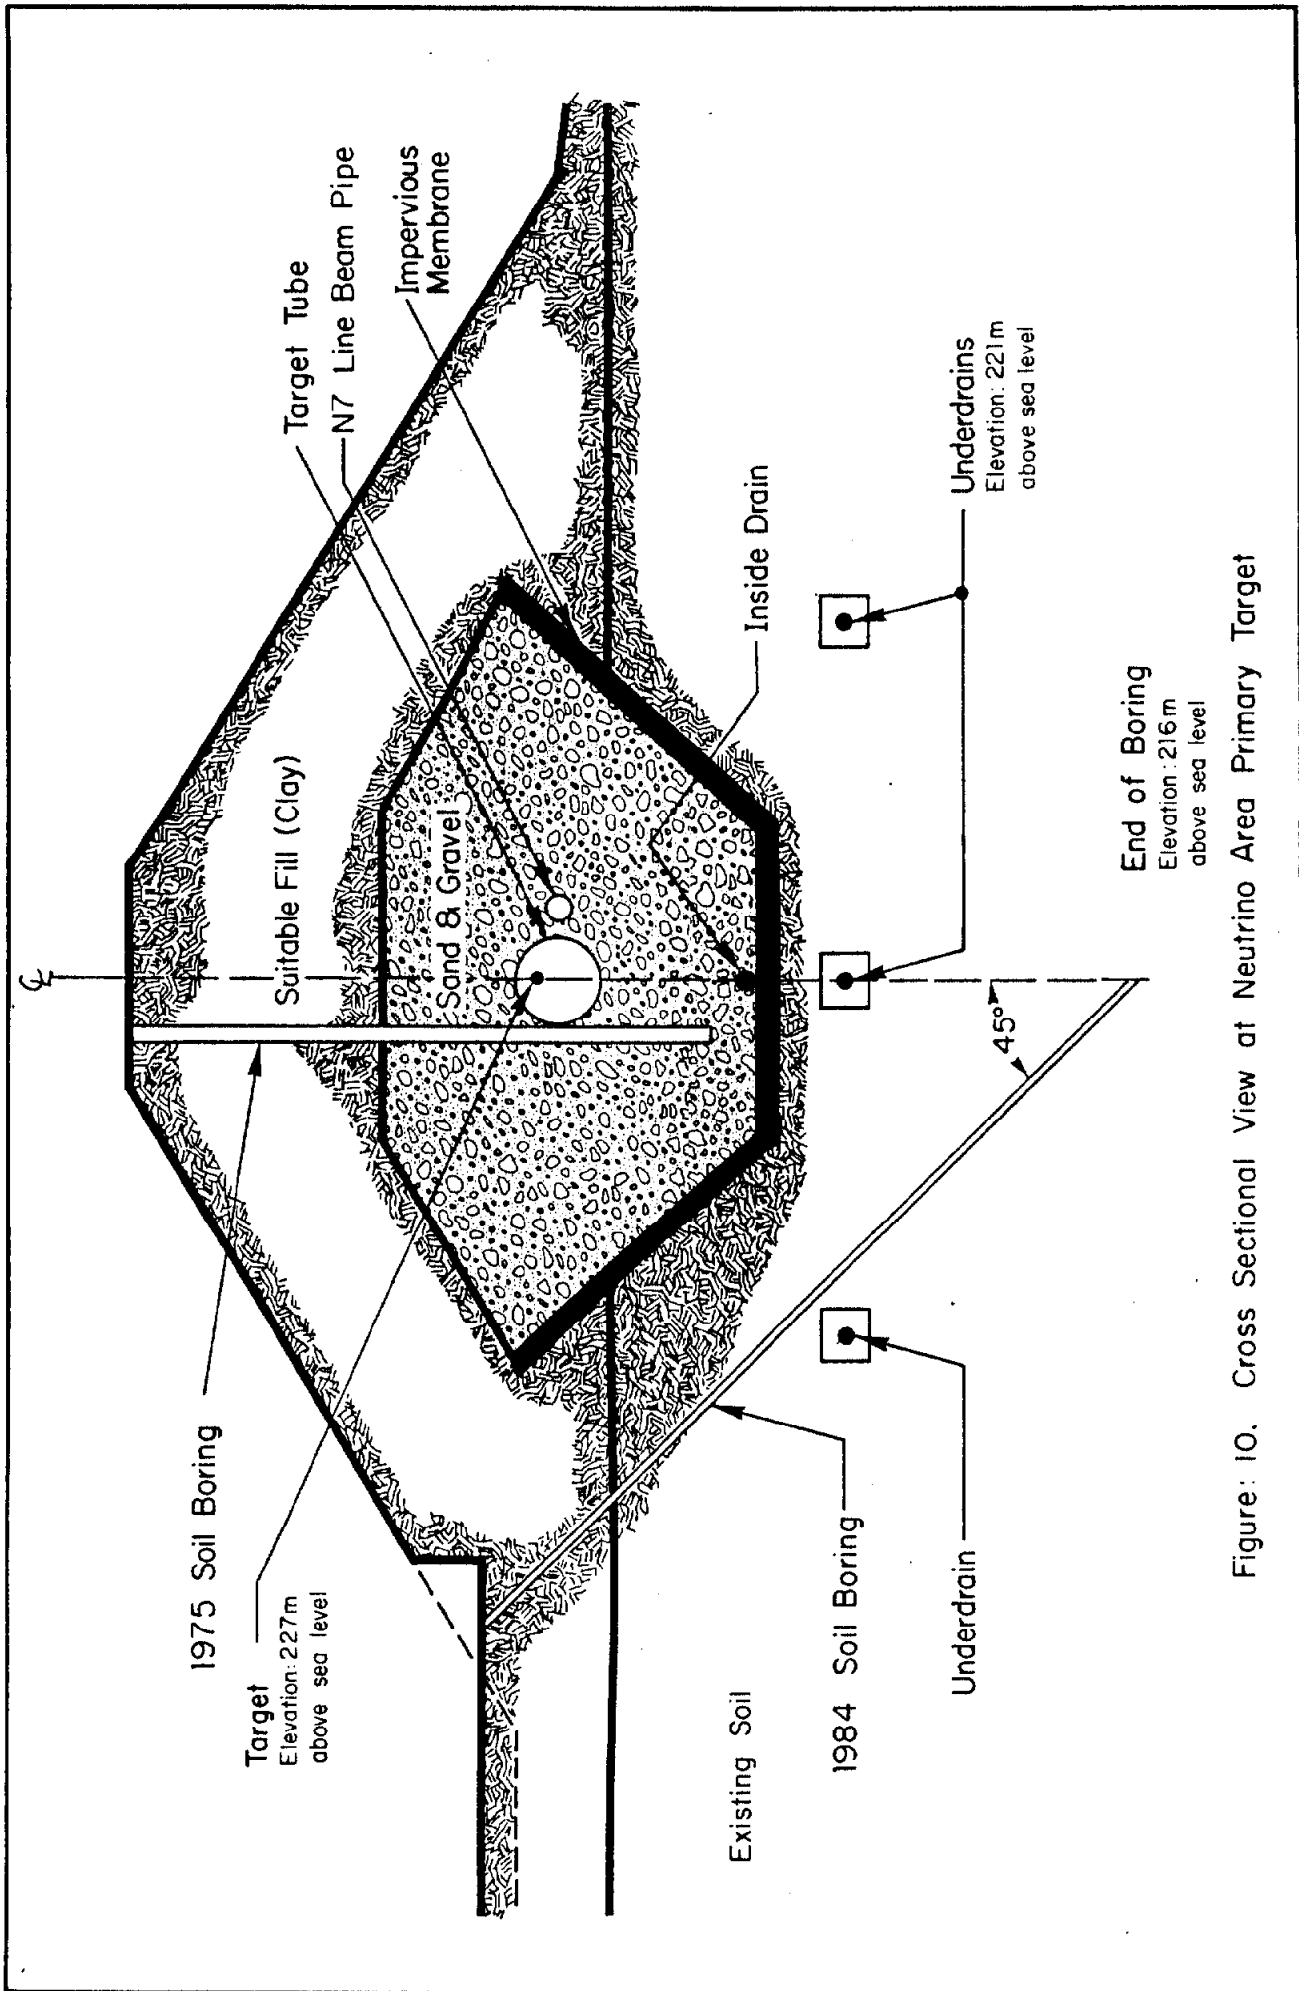 ℄
Target Tube
N7 Line Beam Pipe
Impervious
Membrane
Suitable Fill (Clay)
Sand & Gravel
1975 Soil Boring
Target
Elevation: 227m
above sea level
Inside Drain
Existing Soil
1984 Soil Boring
Underdrain
Underdrains
Elevation: 221m
above sea level
45°
End of Boring
Elevation: 216m
above sea level
Figure: 10. Cross Sectional View at Neutrino Area Primary Target